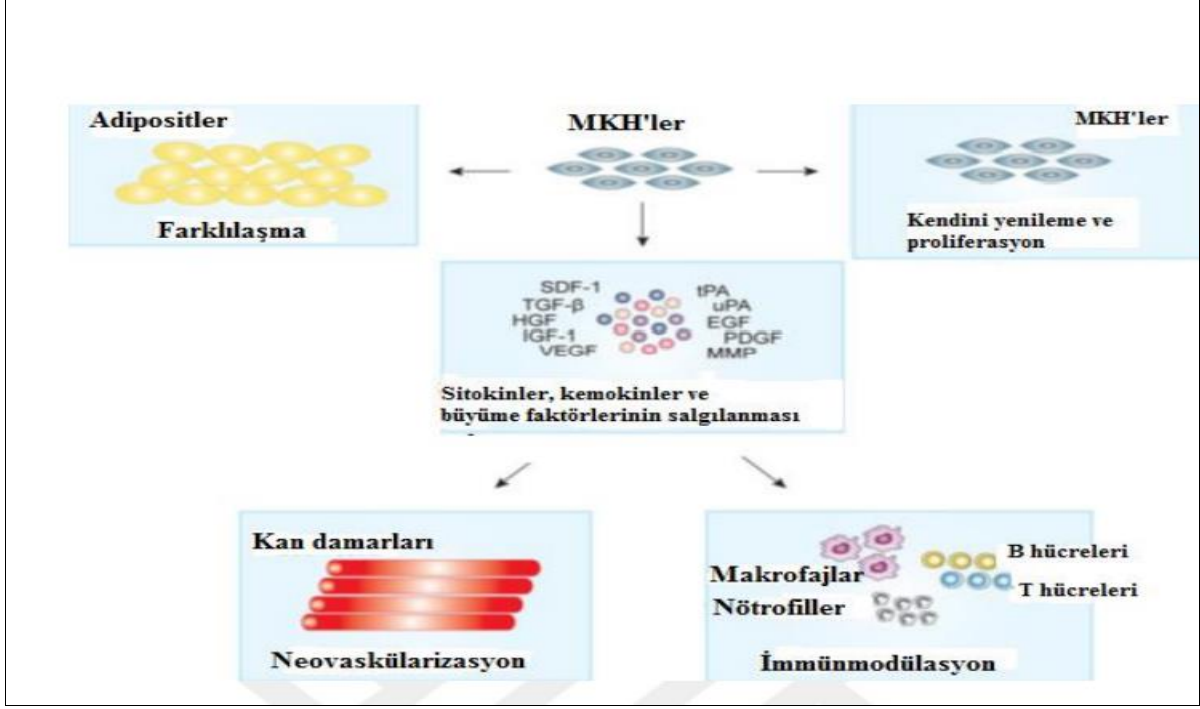 Adipositler
Farklılaşma
MKH'ler
MKH'ler
Kendini yenileme ve
proliferasyon
SDF-1
TGF-β
HGF
IGF-1
VEGF
tPA
uPA
EGF
PDGF
MMP
Sitokinler, kemokinler ve
büyüme faktörlerinin salgılanması
Kan damarları
Neovaskülarizasyon
Makrofajlar
Nötrofiller
B hücreleri
T hücreleri
İmmünmodülasyon